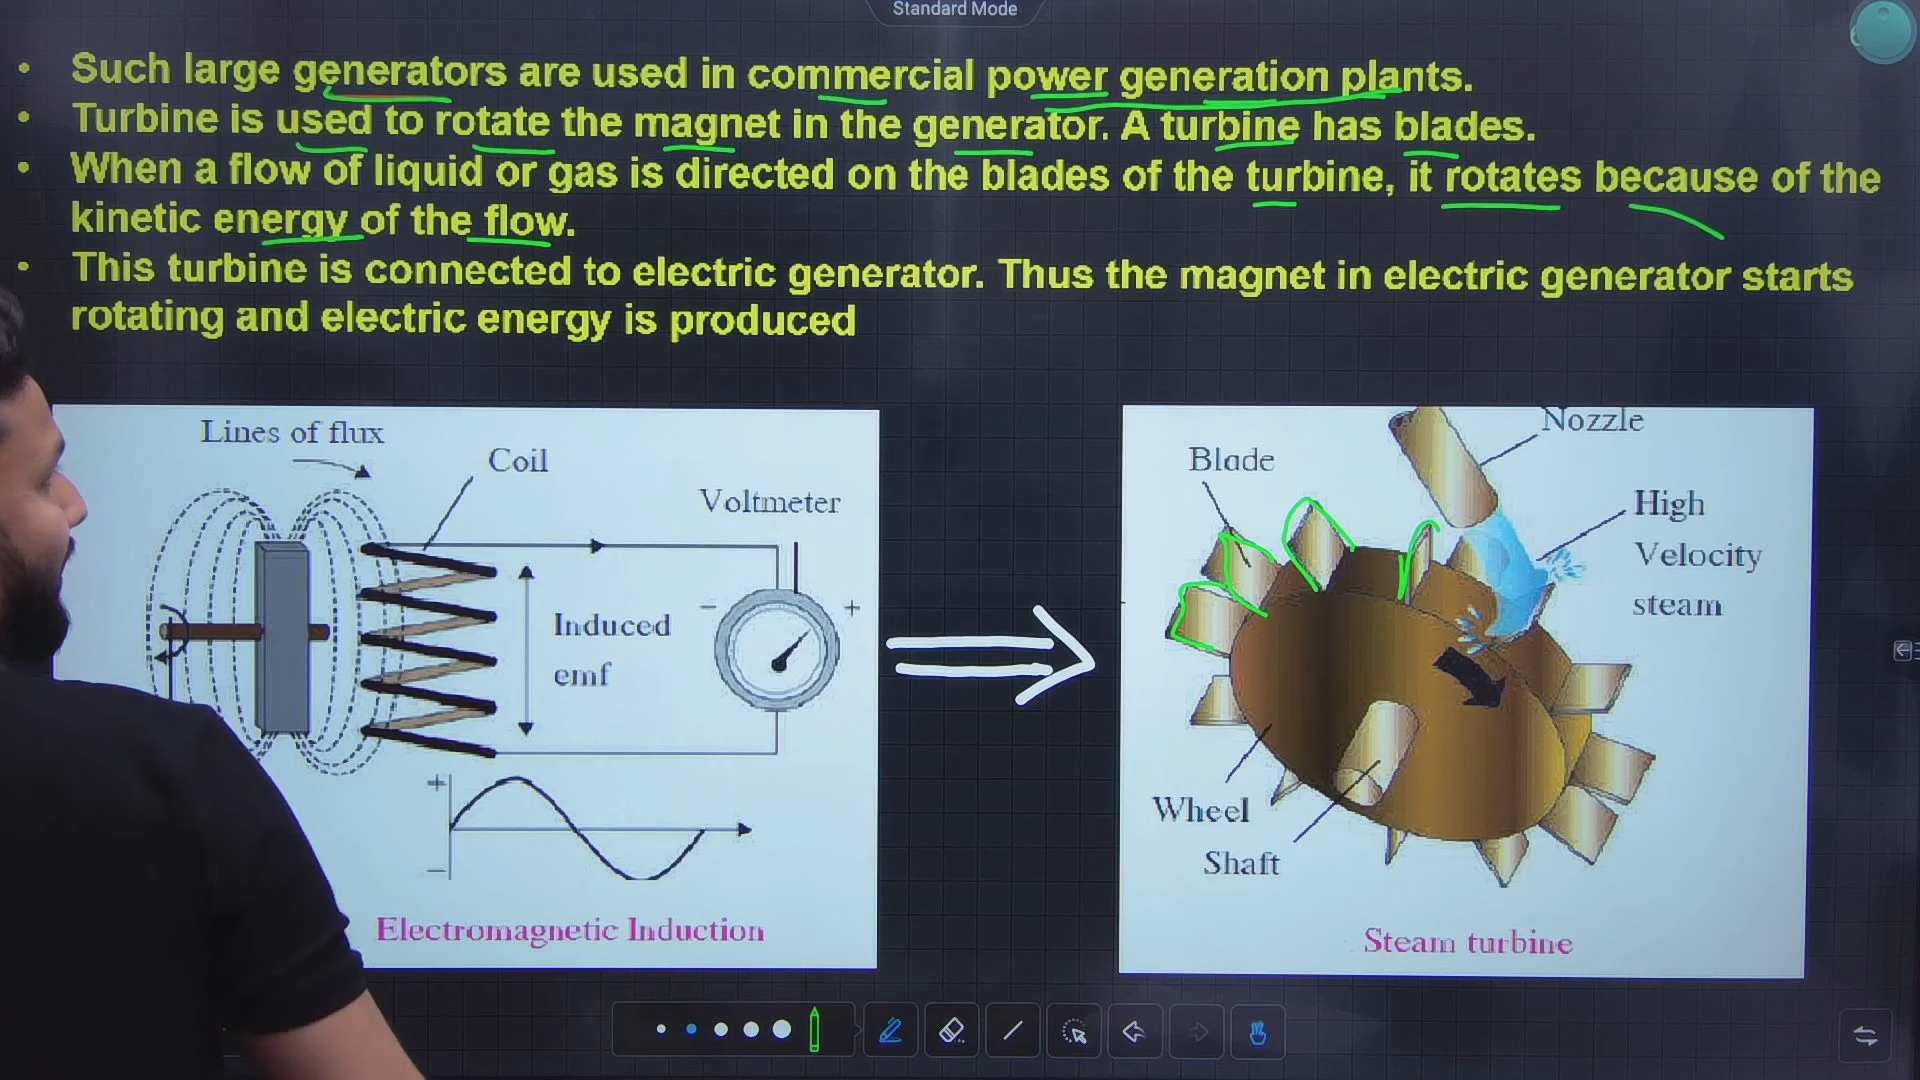 Standard Mode
• Such large generators are used in commercial power generation plants.
• Turbine is used to rotate the magnet in the generator. A turbine has blades.
• When a flow of liquid or gas is directed on the blades of the turbine, it rotates because of the
kinetic energy of the flow.
• This turbine is connected to electric generator. Thus the magnet in electric generator starts
rotating and electric energy is produced
Lines of flux
Coil
Voltmeter
− +
Induced
emf
+
−
Electromagnetic Induction
Nozzle
Blade
High
Velocity
steam
Wheel
Shaft
Steam turbine